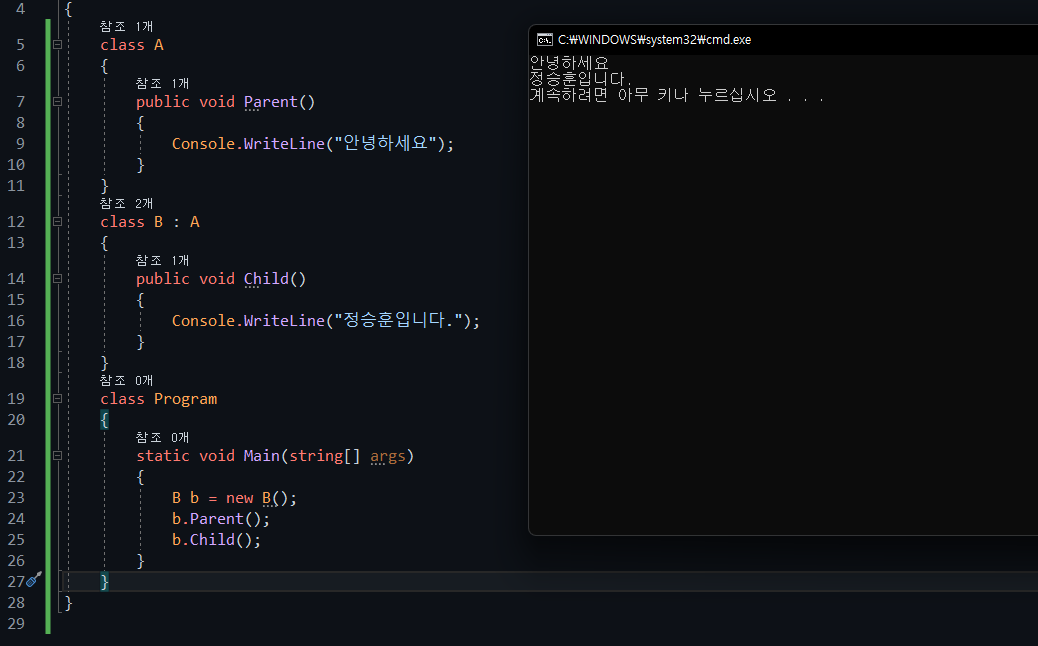 4 {
참조 1개
5 class A
6 {
참조 1개
7 public void Parent()
8 {
9 Console.WriteLine("안녕하세요");
10 }
11 }
참조 2개
12 class B : A
13 {
참조 1개
14 public void Child()
15 {
16 Console.WriteLine("정승훈입니다.");
17 }
18 }
참조 0개
19 class Program
20 {
참조 0개
21 static void Main(string[] args)
22 {
23 B b = new B();
24 b.Parent();
25 b.Child();
26 }
27 }
28 }
29
C:₩WINDOWS₩system32₩cmd.exe
안녕하세요
정승훈입니다.
계속하려면 아무 키나 누르십시오 . . .